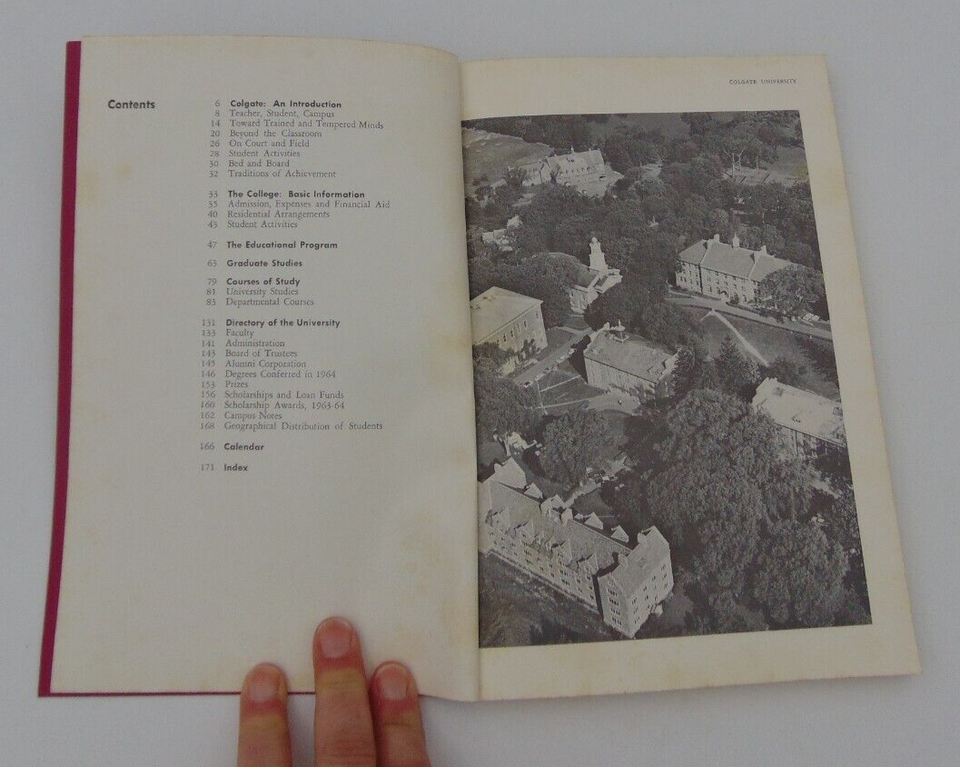 Contents
6 Colgate: An Introduction
8 Teacher, Student, Campus
14 Toward Trained and Tempered Minds
20 Beyond the Classroom
26 On Court and Field
28 Student Activities
30 Bed and Board
32 Traditions of Achievement
33 The College: Basic Information
35 Admission, Expenses and Financial Aid
40 Residential Arrangements
43 Student Activities
47 The Educational Program
63 Graduate Studies
79 Courses of Study
81 University Studies
83 Departmental Courses
131 Directory of the University
133 Faculty
141 Administration
143 Board of Trustees
145 Alumni Corporation
146 Degrees Conferred in 1964
153 Prizes
156 Scholarships and Loan Funds
160 Scholarship Awards, 1963-64
162 Campus Notes
168 Geographical Distribution of Students
166 Calendar
171 Index
COLGATE UNIVERSITY